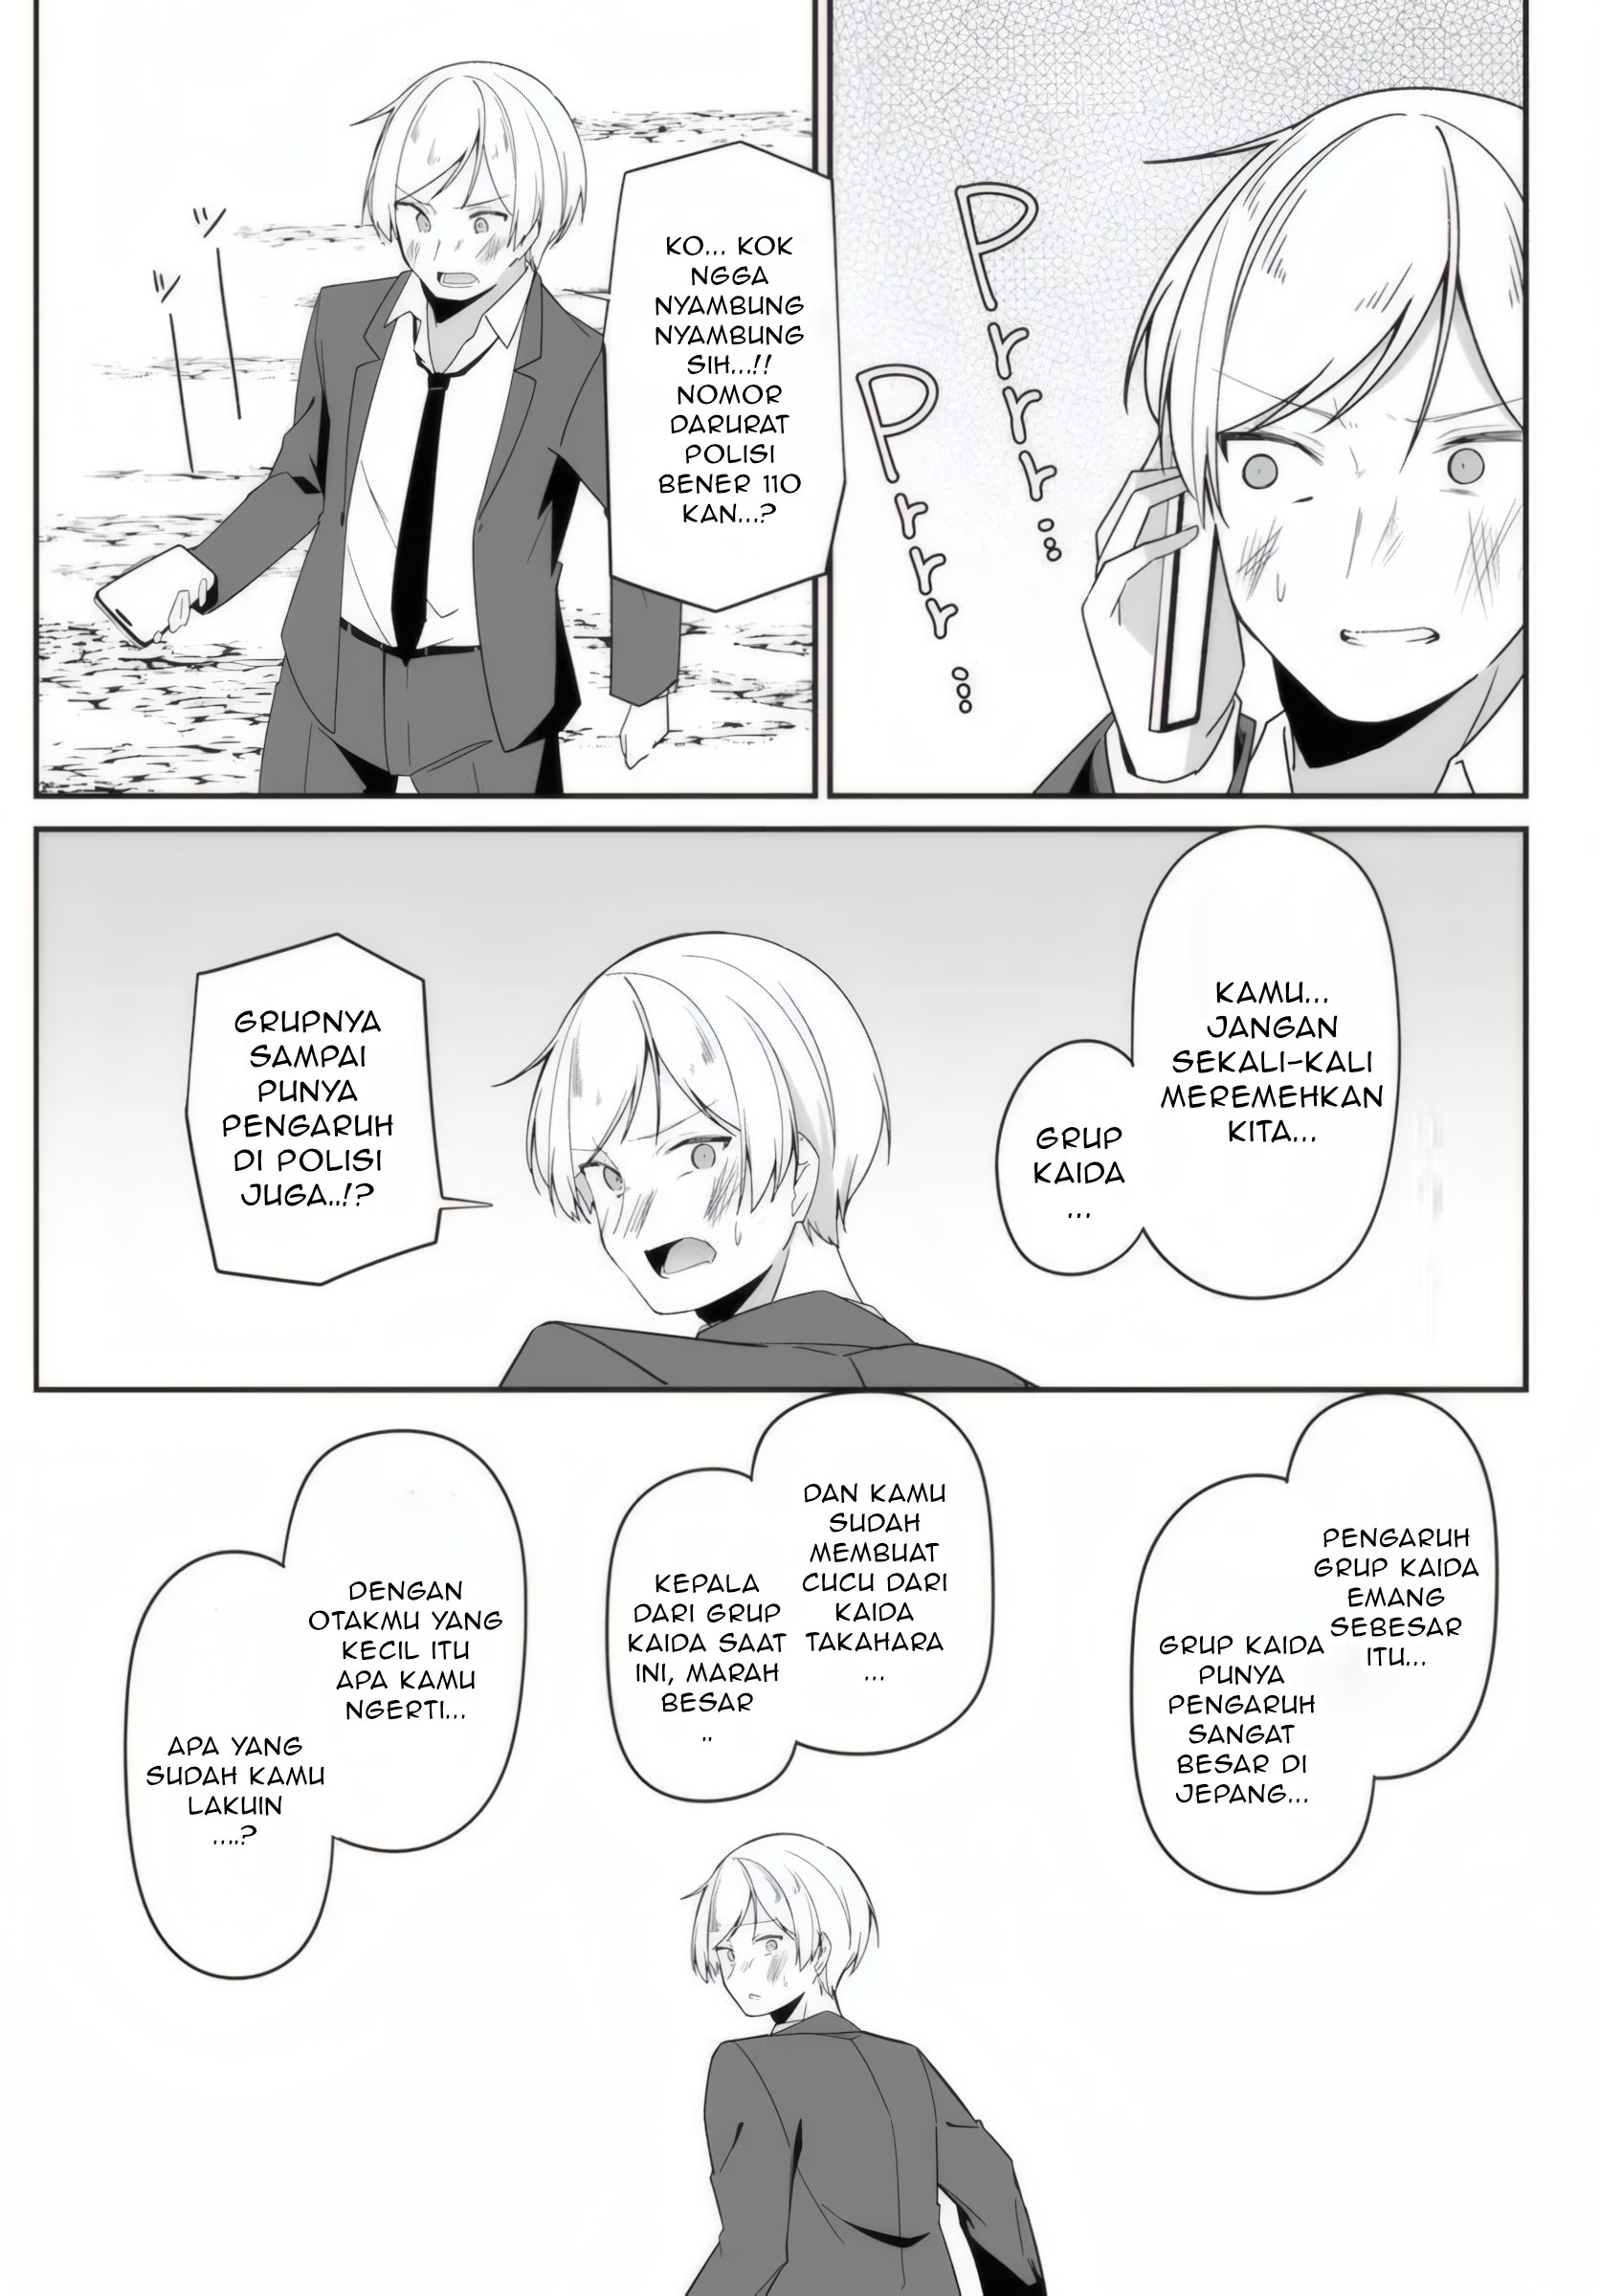 Prrr...
Prrr...
KO... KOK
NGGA
NYAMBUNG
NYAMBUNG
SIH...!!
NOMOR
DARURAT
POLISI
BENER 110
KAN...?
KAMU...
JANGAN
SEKALI-KALI
MEREMEHKAN
KITA...
GRUP
KAIDA
...
GRUPNYA
SAMPAI
PUNYA
PENGARUH
DI POLISI
JUGA..!?
PENGARUH
GRUP KAIDA
EMANG
SEBESAR
ITU...
GRUP KAIDA
PUNYA
PENGARUH
SANGAT
BESAR DI
JEPANG...
DAN KAMU
SUDAH
MEMBUAT
CUCU DARI
KAIDA
TAKAHARA
...
KEPALA
DARI GRUP
KAIDA SAAT
INI, MARAH
BESAR
..
DENGAN
OTAKMU YANG
KECIL ITU
APA KAMU
NGERTI...
APA YANG
SUDAH KAMU
LAKUIN
....?